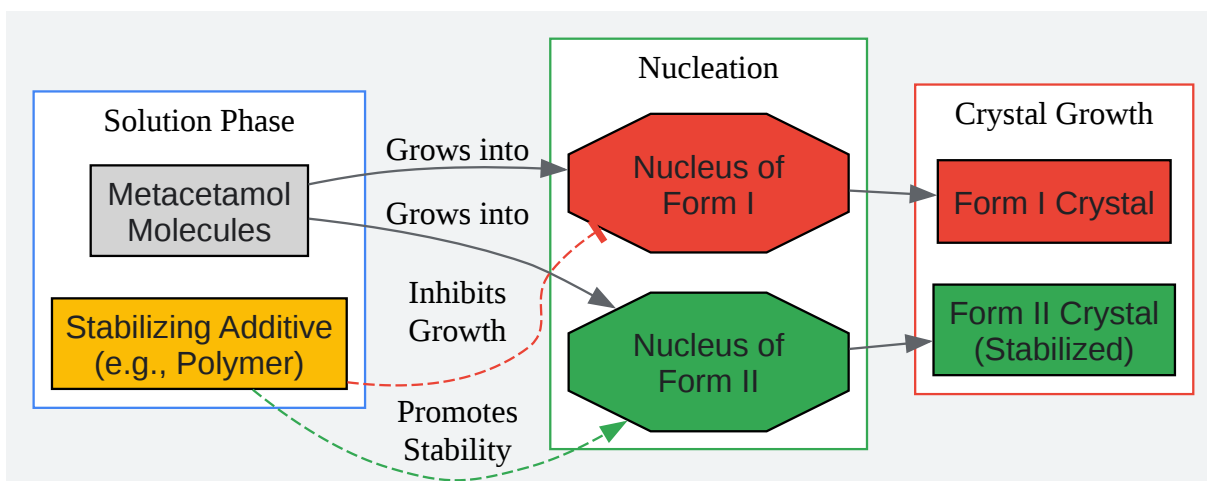 Solution Phase
Metacetamol
Molecules
Stabilizing Additive
(e.g., Polymer)
Grows into
Grows into
Inhibits
Growth
Promotes
Stability
Nucleation
Nucleus of
Form I
Nucleus of
Form II
Crystal Growth
Form I Crystal
Form II Crystal
(Stabilized)